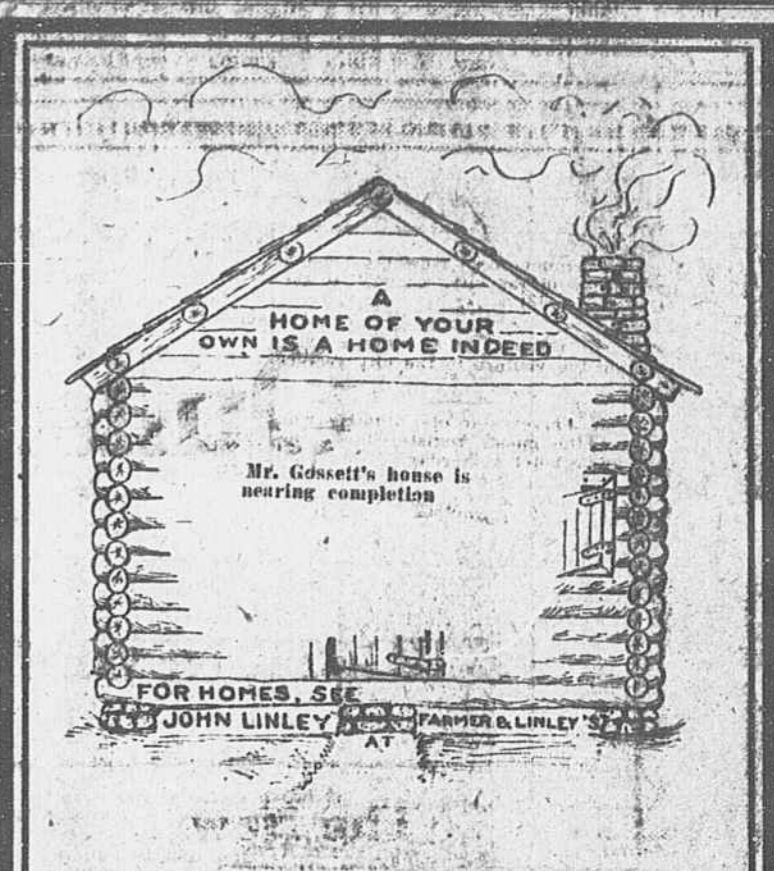 A
HOME OF YOUR
OWN IS A HOME INDEED
Mr. Gossett's house is
nearing completion
FOR HOMES, SEE
JOHN LINLEY
AT
FARMER & LINLEY'S